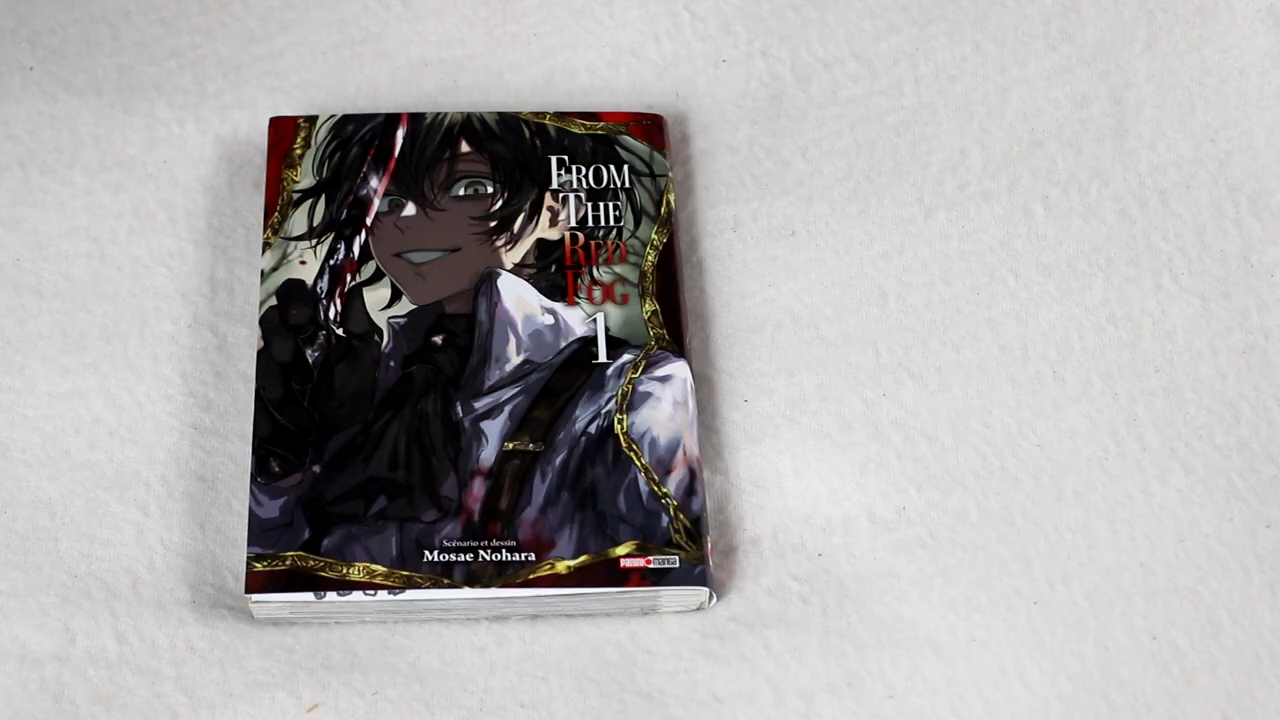 FROM
THE
RED
FOG
1
Scénario et dessin
Mosae Nohara
PANINI MANGA